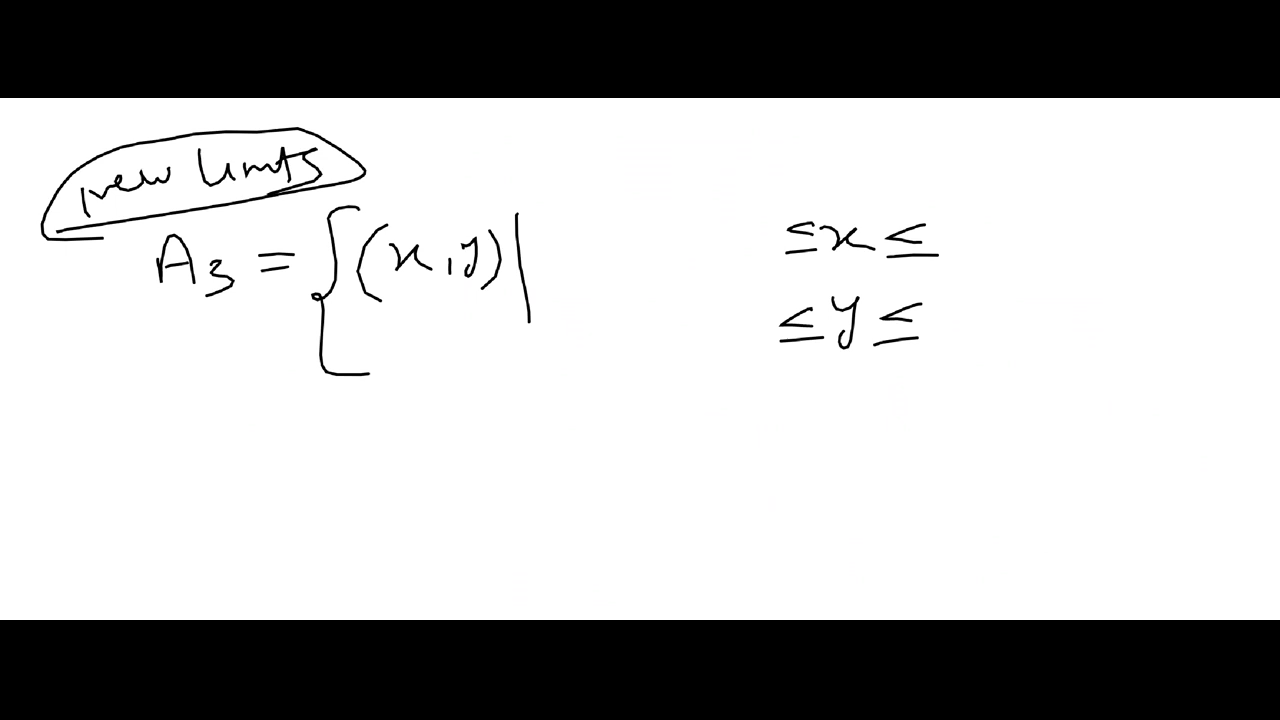 new limits
A₃ = {(x,y)| ≤x≤
≤y≤